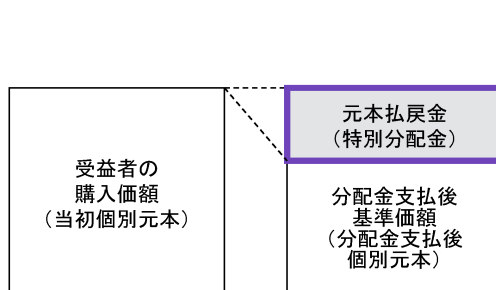 元本払戻金
（特別分配金）
受益者の
購入価額
（当初個別元本）
分配金支払後
基準価額
（分配金支払後
個別元本）